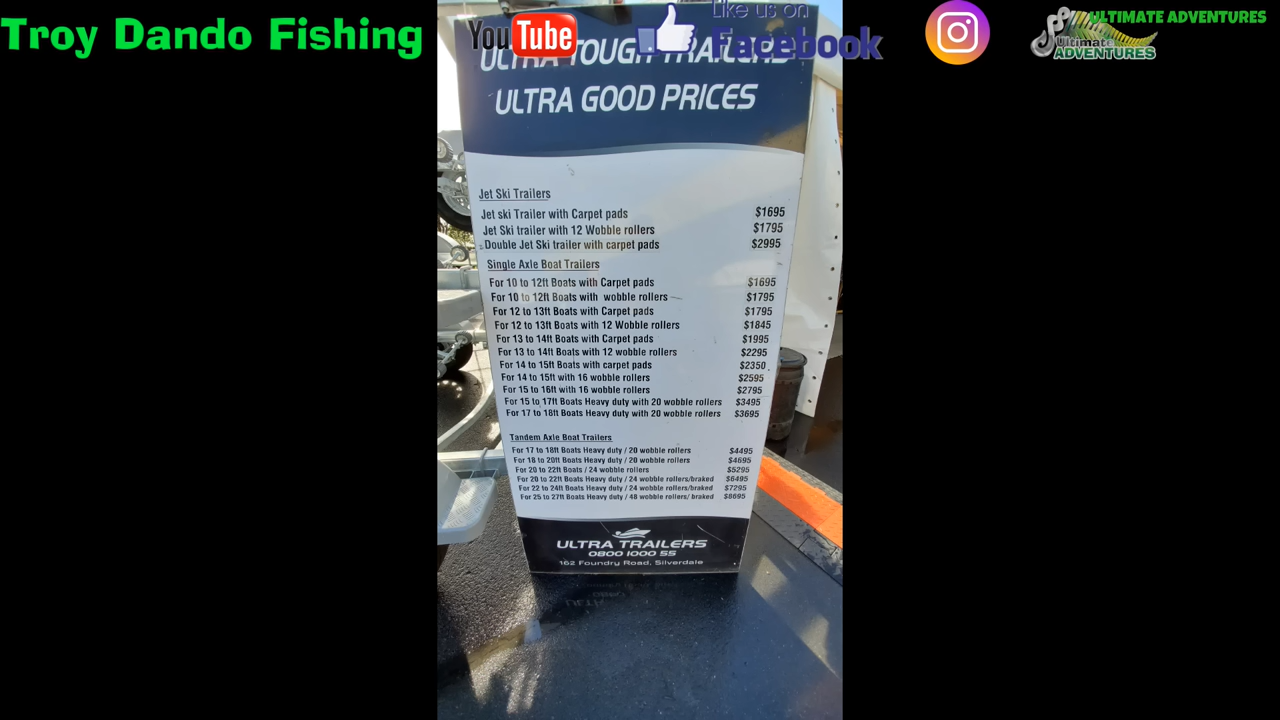 Troy Dando Fishing
YouTube
Like us on
Facebook
ULTIMATE ADVENTURES
Ultimate
ADVENTURES
ULTRA TOUGH TRAILERS
ULTRA GOOD PRICES
Jet Ski Trailers
Jet ski Trailer with Carpet pads $1695
Jet Ski trailer with 12 Wobble rollers $1795
Double Jet Ski trailer with carpet pads $2995
Single Axle Boat Trailers
For 10 to 12ft Boats with Carpet pads $1695
For 10 to 12ft Boats with wobble rollers $1795
For 12 to 13ft Boats with Carpet pads $1795
For 12 to 13ft Boats with 12 Wobble rollers $1845
For 13 to 14ft Boats with Carpet pads $1995
For 13 to 14ft Boats with 12 wobble rollers $2295
For 14 to 15ft Boats with carpet pads $2350
For 14 to 15ft with 16 wobble rollers $2595
For 15 to 16ft with 16 wobble rollers $2795
For 15 to 17ft Boats Heavy duty with 20 wobble rollers $3495
For 17 to 18ft Boats Heavy duty with 20 wobble rollers $3695
Tandem Axle Boat Trailers
For 17 to 18ft Boats Heavy duty / 20 wobble rollers $4495
For 18 to 20ft Boats Heavy duty / 20 wobble rollers $4695
For 20 to 22ft Boats / 24 wobble rollers $5295
For 20 to 22ft Boats Heavy duty / 24 wobble rollers/braked $6495
For 22 to 24ft Boats Heavy duty / 24 wobble rollers/braked $7295
For 25 to 27ft Boats Heavy duty / 48 wobble rollers/ braked $8695
ULTRA TRAILERS
0800 1000 55
162 Foundry Road, Silverdale